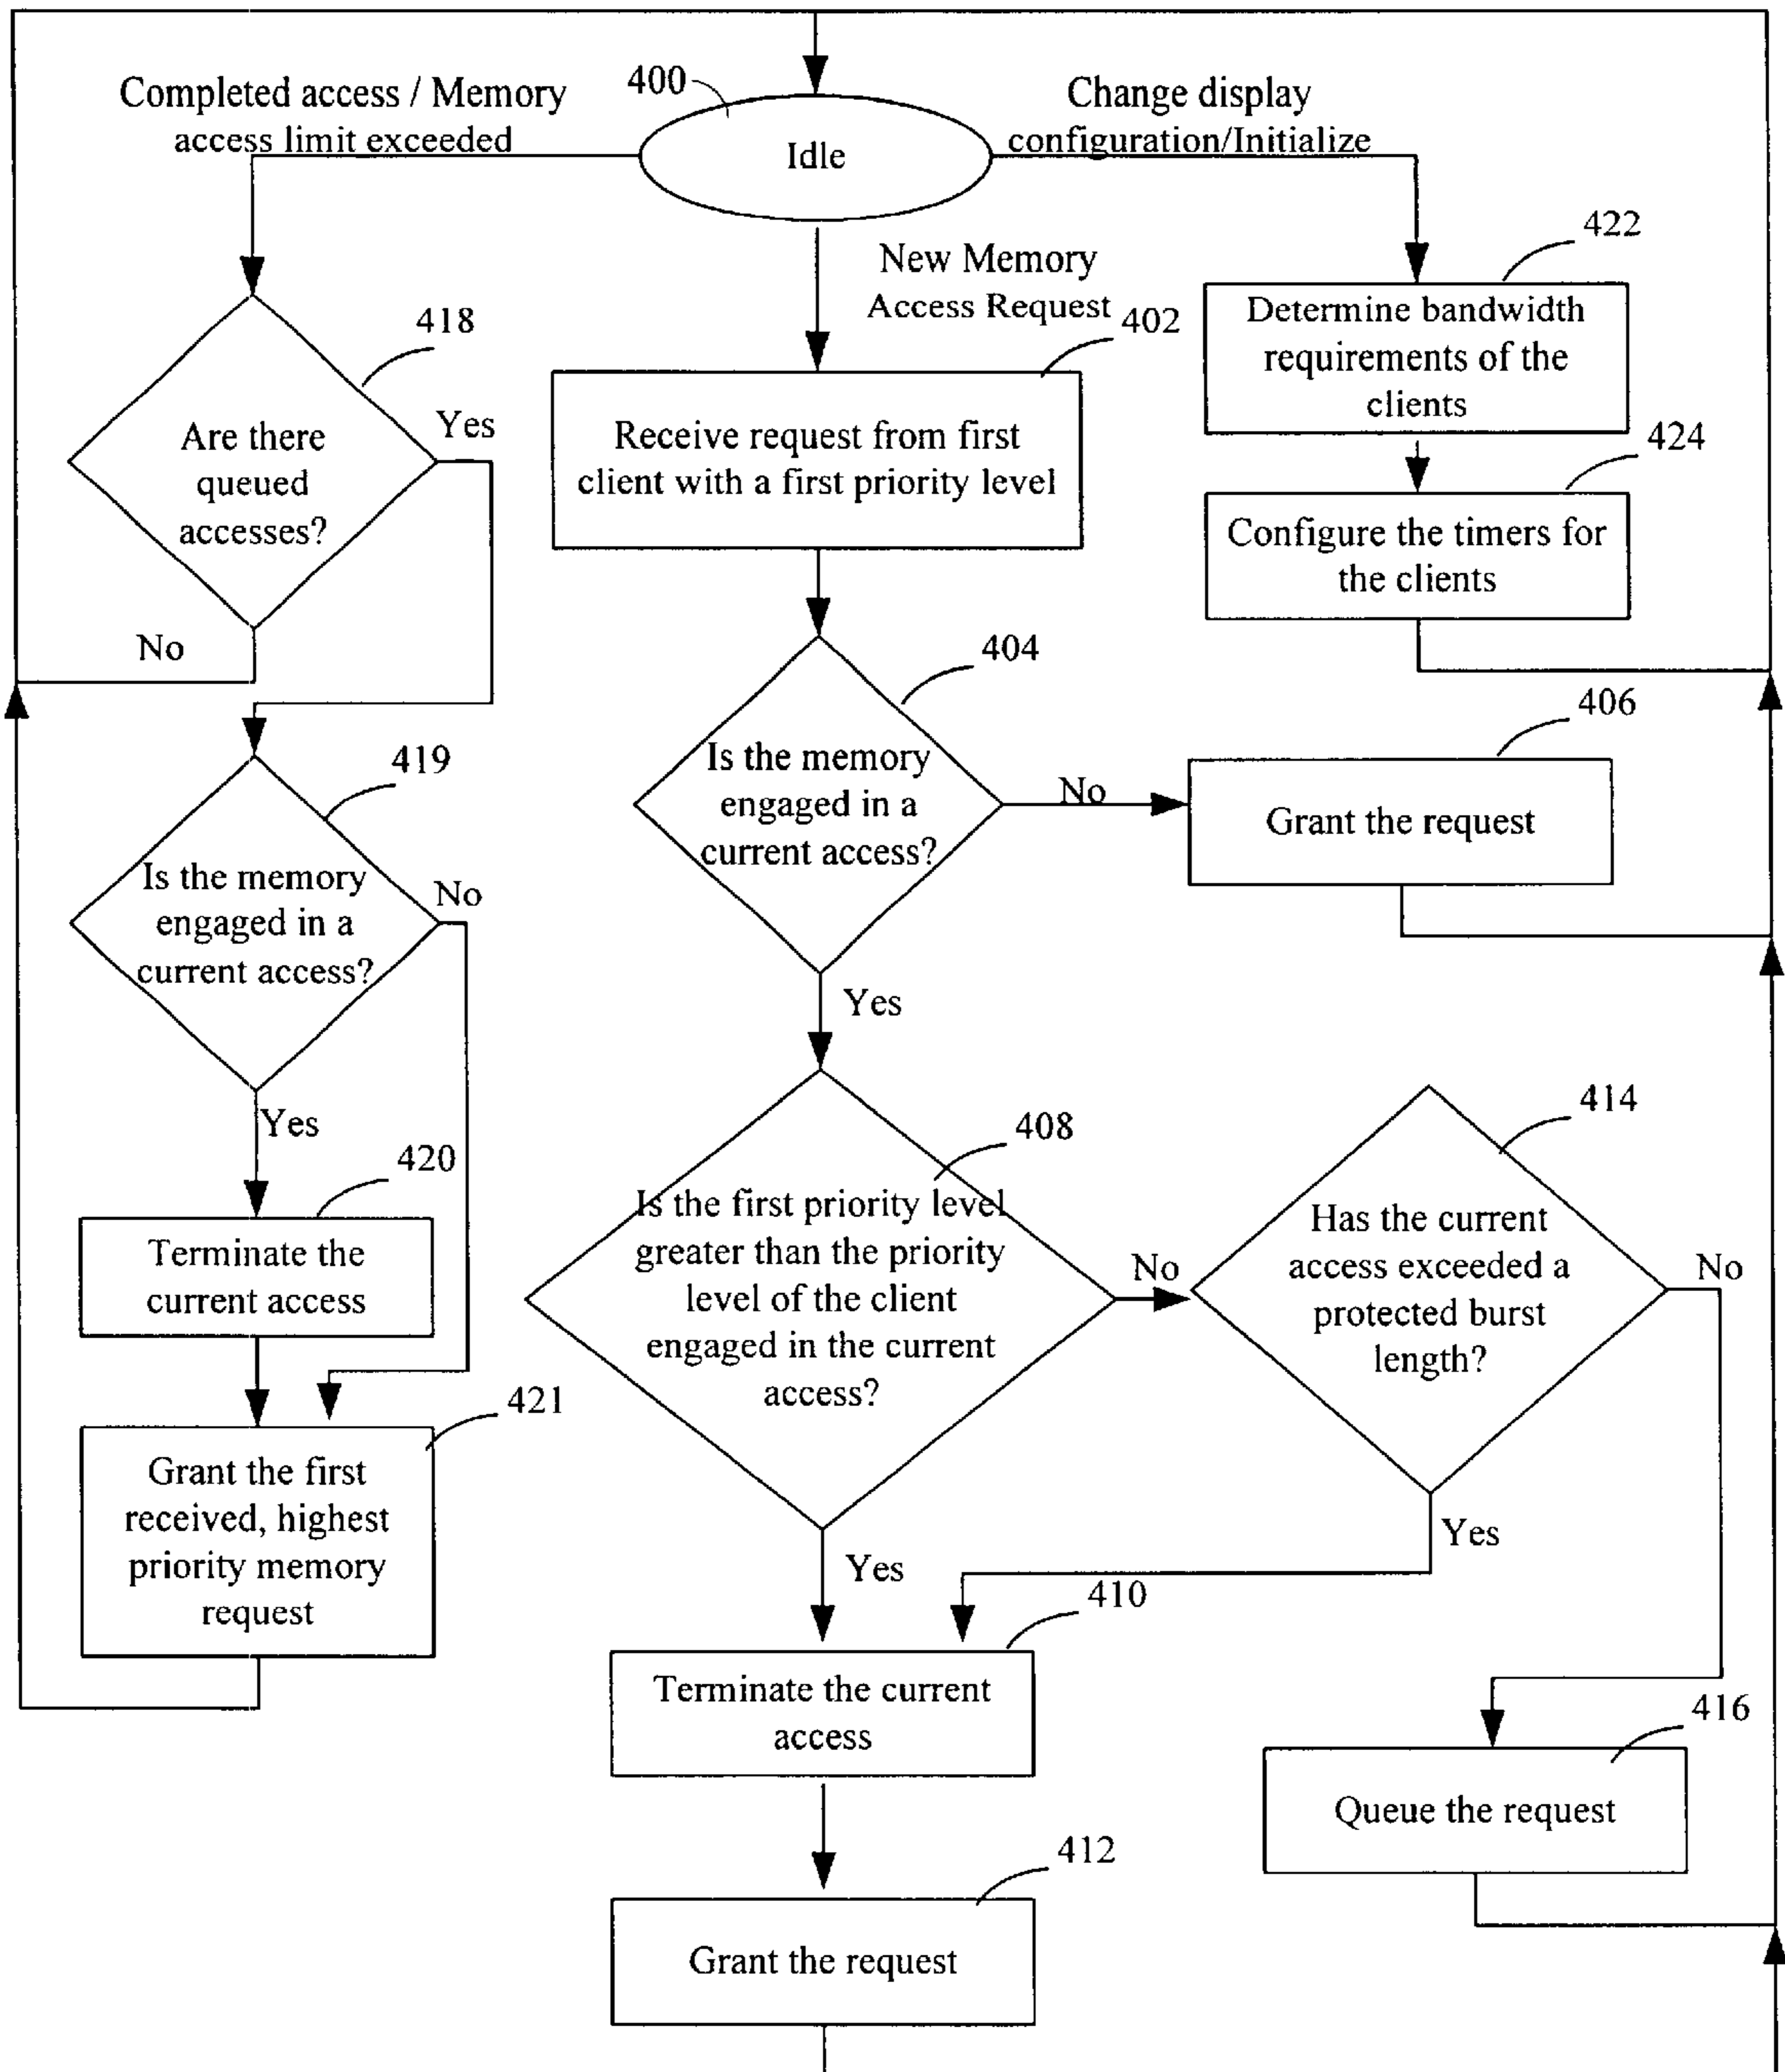 400
Completed access / Memory
access limit exceeded
Idle
Change display
configuration/Initialize
New Memory
Access Request
422
Determine bandwidth
requirements of the
clients
418
Are there
queued
accesses?
Yes
No
402
Receive request from first
client with a first priority level
424
Configure the timers for
the clients
404
Is the memory
engaged in a
current access?
No
Yes
406
Grant the request
419
Is the memory
engaged in a
current access?
No
Yes
420
Terminate the
current access
421
Grant the first
received, highest
priority memory
request
408
Is the first priority level
greater than the priority
level of the client
engaged in the current
access?
No
Yes
414
Has the current
access exceeded a
protected burst
length?
No
Yes
410
Terminate the current
access
416
Queue the request
412
Grant the request